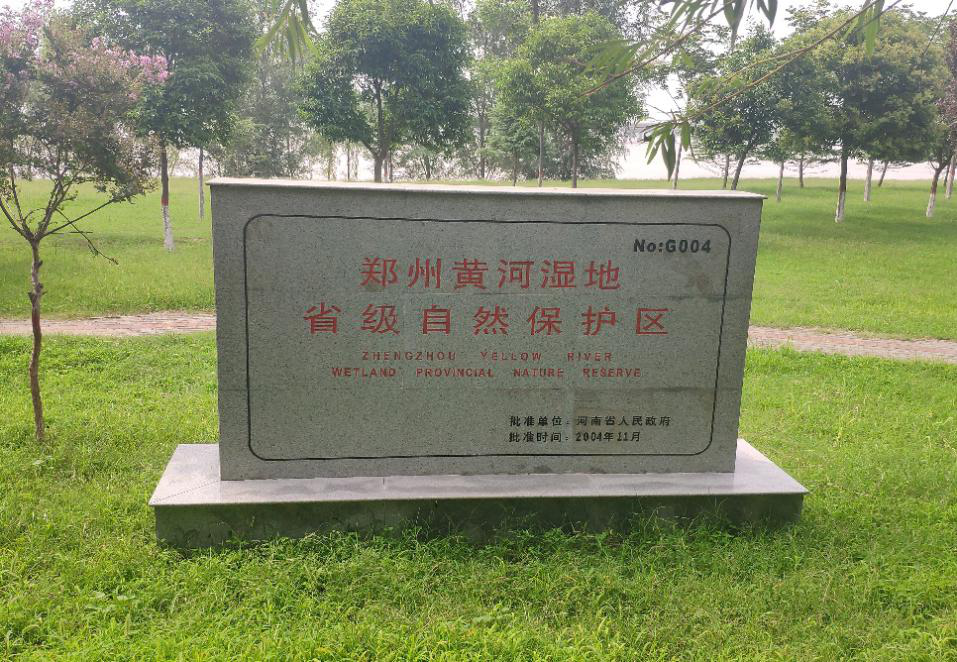 No:G004
郑州黄河湿地
省级自然保护区
ZHENGZHOU YELLOW RIVER
WETLAND PROVINCIAL NATURE RESERVE
批准单位：河南省人民政府
批准时间：2004年11月